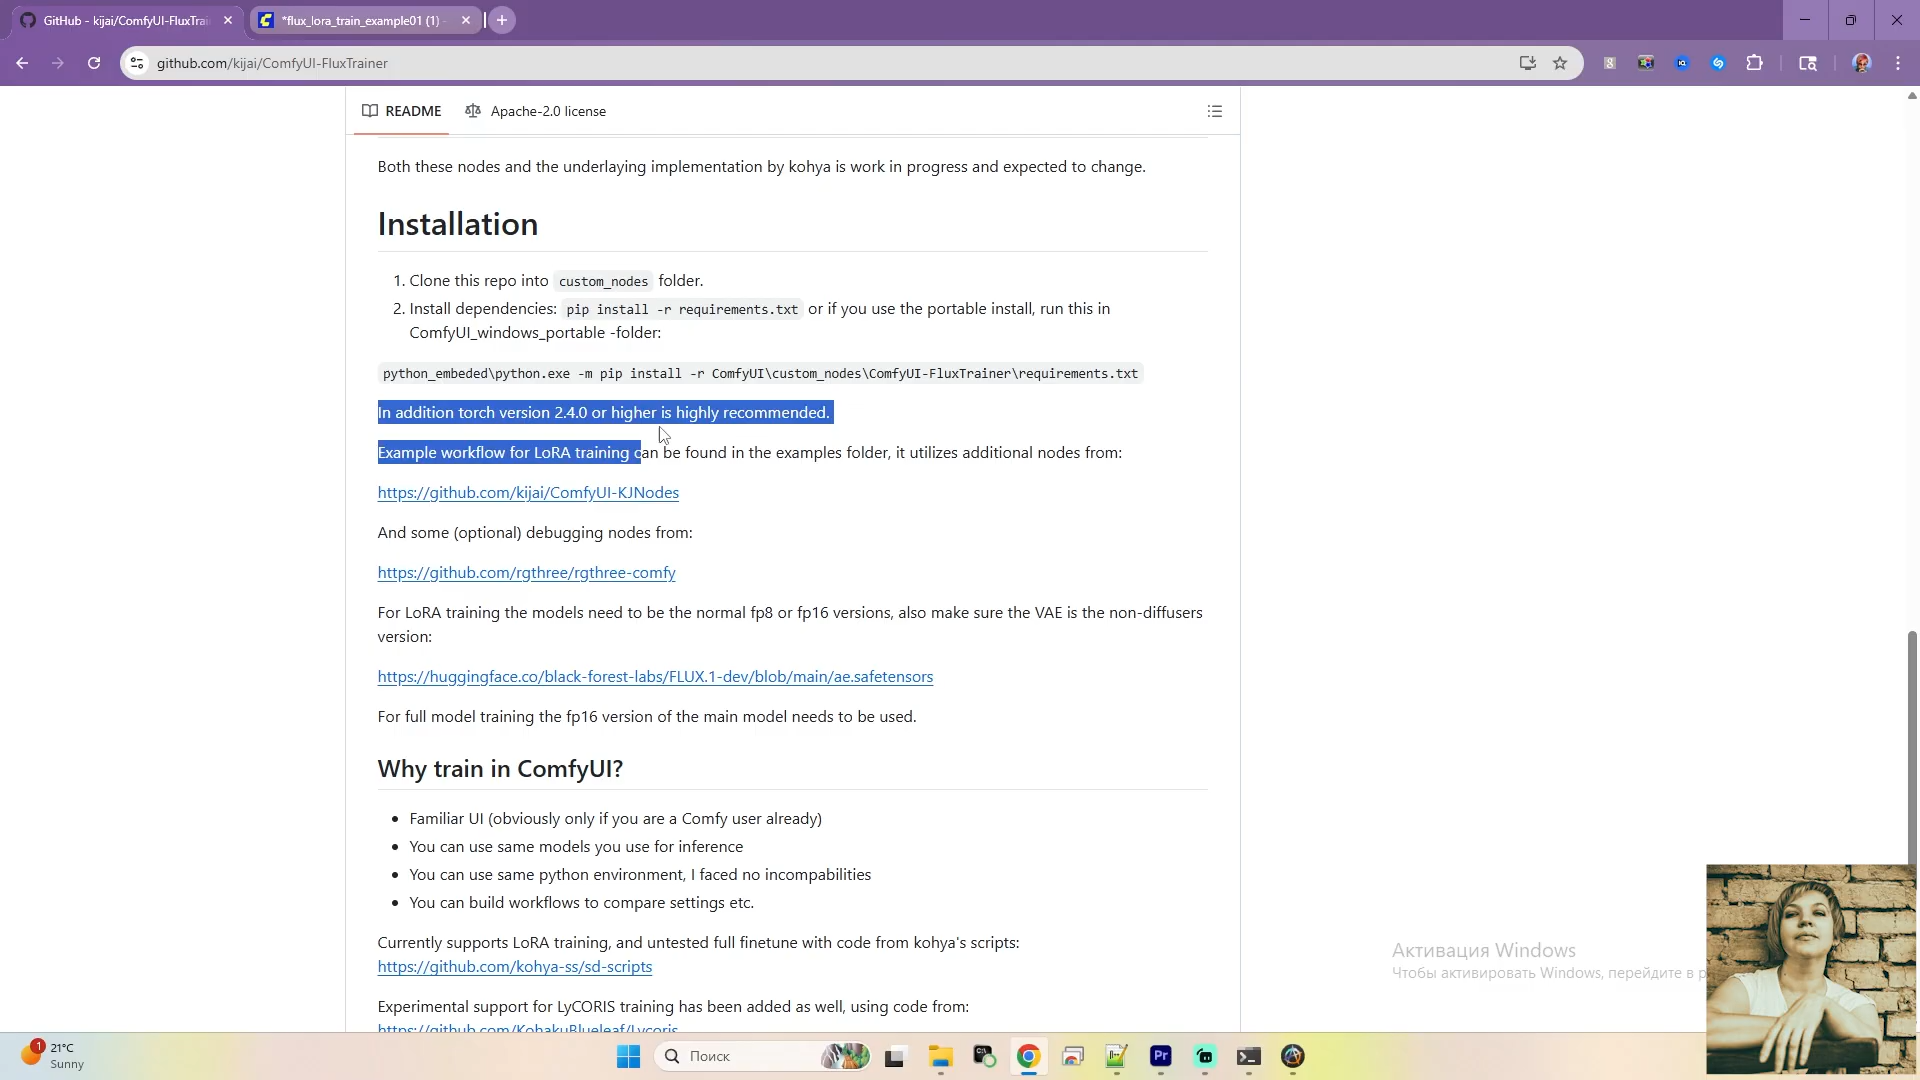 GitHub - kijai/ComfyUI-FluxTrai
*flux_lora_train_example01 (1) -
github.com/kijai/ComfyUI-FluxTrainer
README
Apache-2.0 license
Both these nodes and the underlaying implementation by kohya is work in progress and expected to change.
Installation
1. Clone this repo into custom_nodes folder.
2. Install dependencies: pip install -r requirements.txt or if you use the portable install, run this in
ComfyUI_windows_portable -folder:
python_embeded\python.exe -m pip install -r ComfyUI\custom_nodes\ComfyUI-FluxTrainer\requirements.txt
In addition torch version 2.4.0 or higher is highly recommended.
Example workflow for LoRA training can be found in the examples folder, it utilizes additional nodes from:
https://github.com/kijai/ComfyUI-KJNodes
And some (optional) debugging nodes from:
https://github.com/rgthree/rgthree-comfy
For LoRA training the models need to be the normal fp8 or fp16 versions, also make sure the VAE is the non-diffusers
version:
https://huggingface.co/black-forest-labs/FLUX.1-dev/blob/main/ae.safetensors
For full model training the fp16 version of the main model needs to be used.
Why train in ComfyUI?
Familiar UI (obviously only if you are a Comfy user already)
You can use same models you use for inference
You can use same python environment, I faced no incompabilities
You can build workflows to compare settings etc.
Currently supports LoRA training, and untested full finetune with code from kohya's scripts:
https://github.com/kohya-ss/sd-scripts
Experimental support for LyCORIS training has been added as well, using code from:
https://github.com/KohakuBlueleaf/Lycoris
Активация Windows
Чтобы активировать Windows, перейдите в р
1
21°C
Sunny
Поиск
Pr